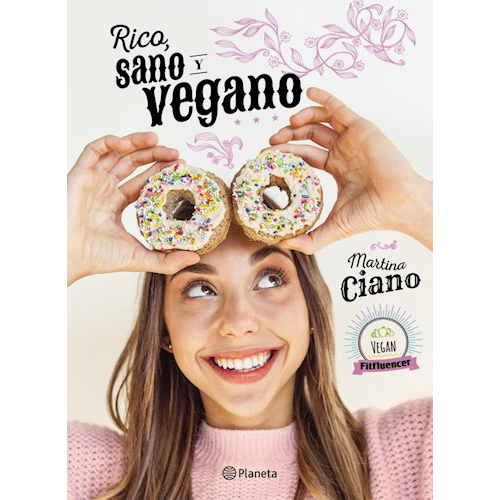 Rico,
sano Y
vegano
Martina
Ciano
VEGAN
Fitfluencer
Planeta